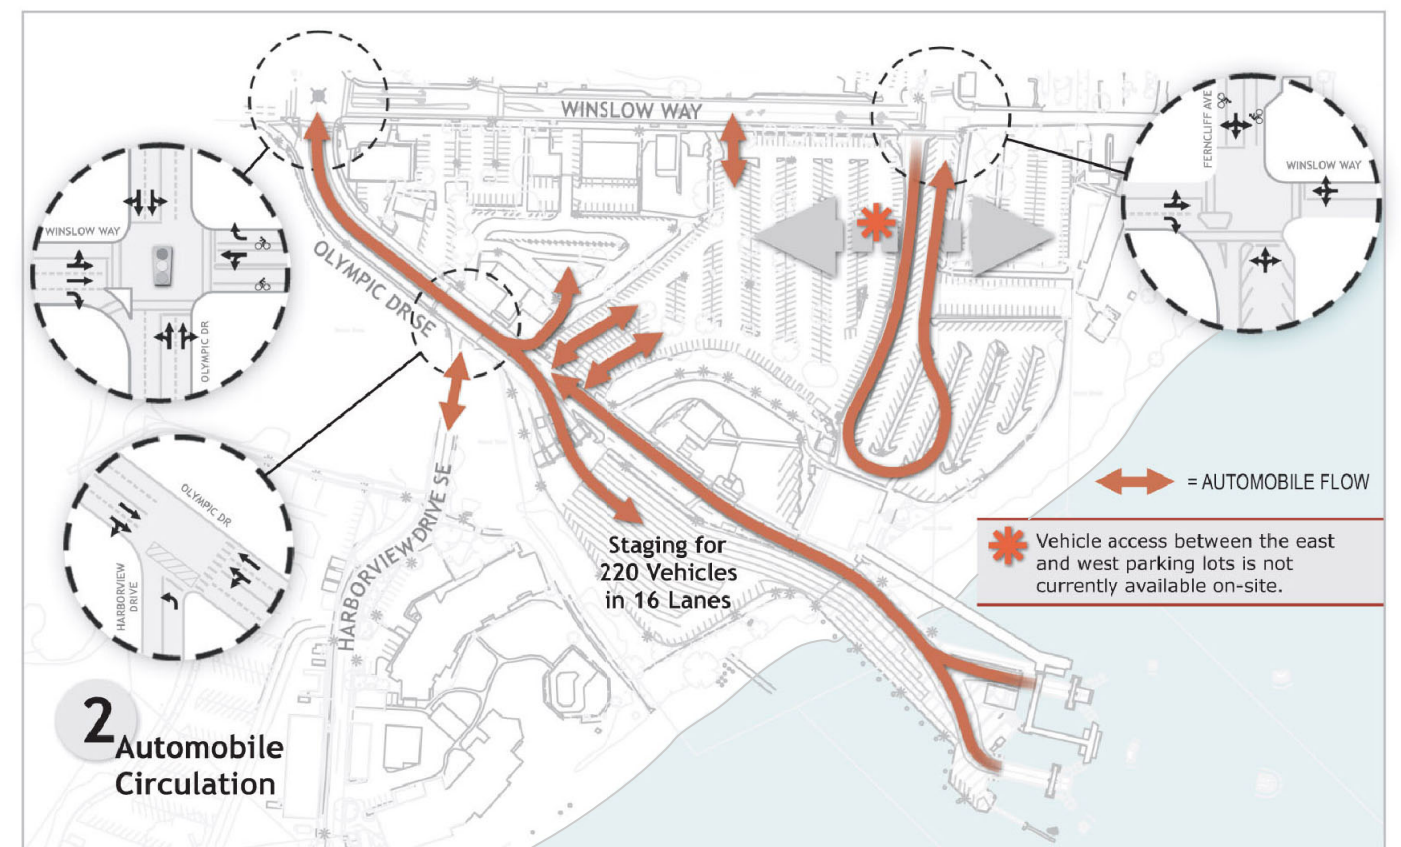 WINSLOW WAY
FERNCLIFF AVE
WINSLOW WAY
WINSLOW WAY
OLYMPIC DR SE
OLYMPIC DR
OLYMPIC DR
HARBORVIEW
DRIVE
HARBORVIEW DRIVE SE
= AUTOMOBILE FLOW
Vehicle access between the east
and west parking lots is not
currently available on-site.
Staging for
220 Vehicles
in 16 Lanes
2
Automobile
Circulation